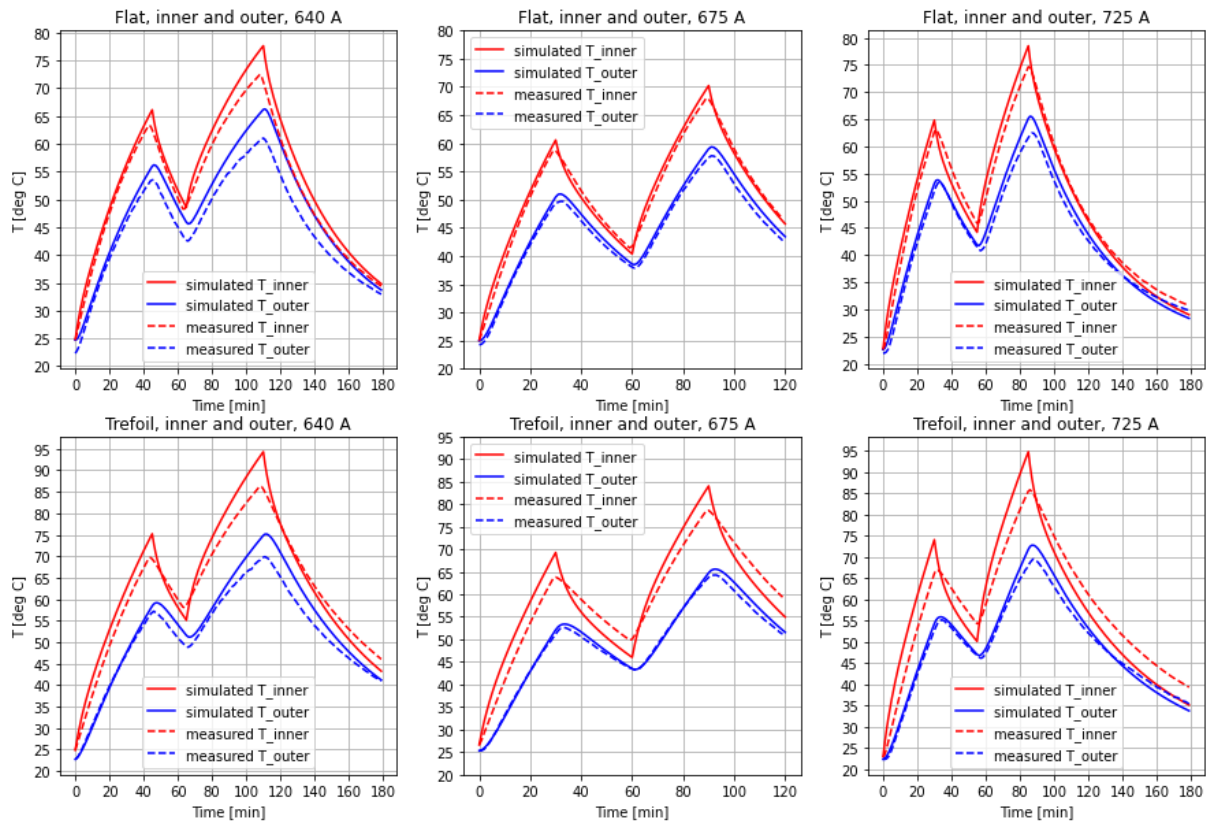 Flat, inner and outer, 640 A
T [deg C]
80
75
70
65
60
55
50
45
40
35
30
25
20
simulated T_inner
simulated T_outer
measured T_inner
measured T_outer
0 20 40 60 80 100 120 140 160 180
Time [min]
Flat, inner and outer, 675 A
T [deg C]
80
75
70
65
60
55
50
45
40
35
30
25
20
simulated T_inner
simulated T_outer
measured T_inner
measured T_outer
0 20 40 60 80 100 120
Time [min]
Flat, inner and outer, 725 A
T [deg C]
80
75
70
65
60
55
50
45
40
35
30
25
20
simulated T_inner
simulated T_outer
measured T_inner
measured T_outer
0 20 40 60 80 100 120 140 160 180
Time [min]
Trefoil, inner and outer, 640 A
T [deg C]
95
90
85
80
75
70
65
60
55
50
45
40
35
30
25
20
simulated T_inner
simulated T_outer
measured T_inner
measured T_outer
0 20 40 60 80 100 120 140 160 180
Time [min]
Trefoil, inner and outer, 675 A
T [deg C]
95
90
85
80
75
70
65
60
55
50
45
40
35
30
25
20
simulated T_inner
simulated T_outer
measured T_inner
measured T_outer
0 20 40 60 80 100 120
Time [min]
Trefoil, inner and outer, 725 A
T [deg C]
95
90
85
80
75
70
65
60
55
50
45
40
35
30
25
20
simulated T_inner
simulated T_outer
measured T_inner
measured T_outer
0 20 40 60 80 100 120 140 160 180
Time [min]